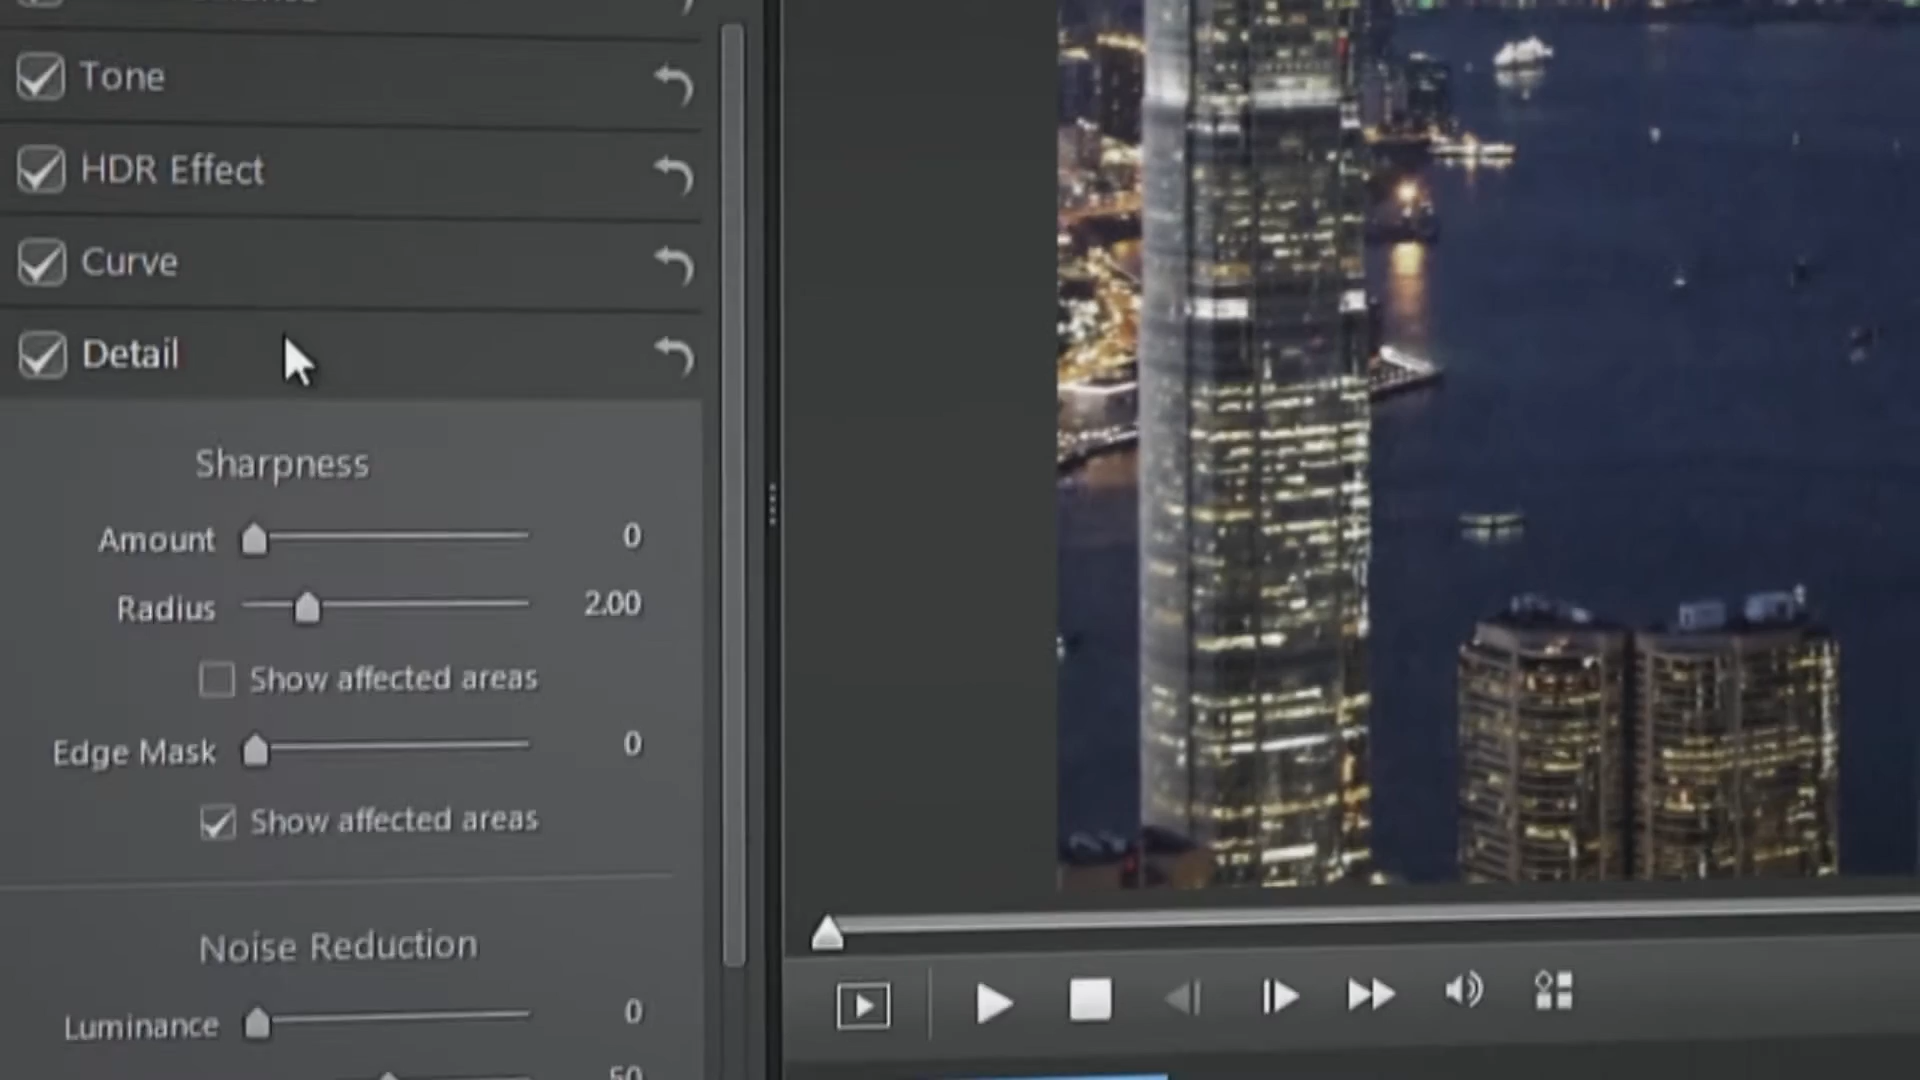 Tone
HDR Effect
Curve
Detail
Sharpness
Amount 0
Radius 2.00
Show affected areas
Edge Mask 0
Show affected areas
Noise Reduction
Luminance 0
50